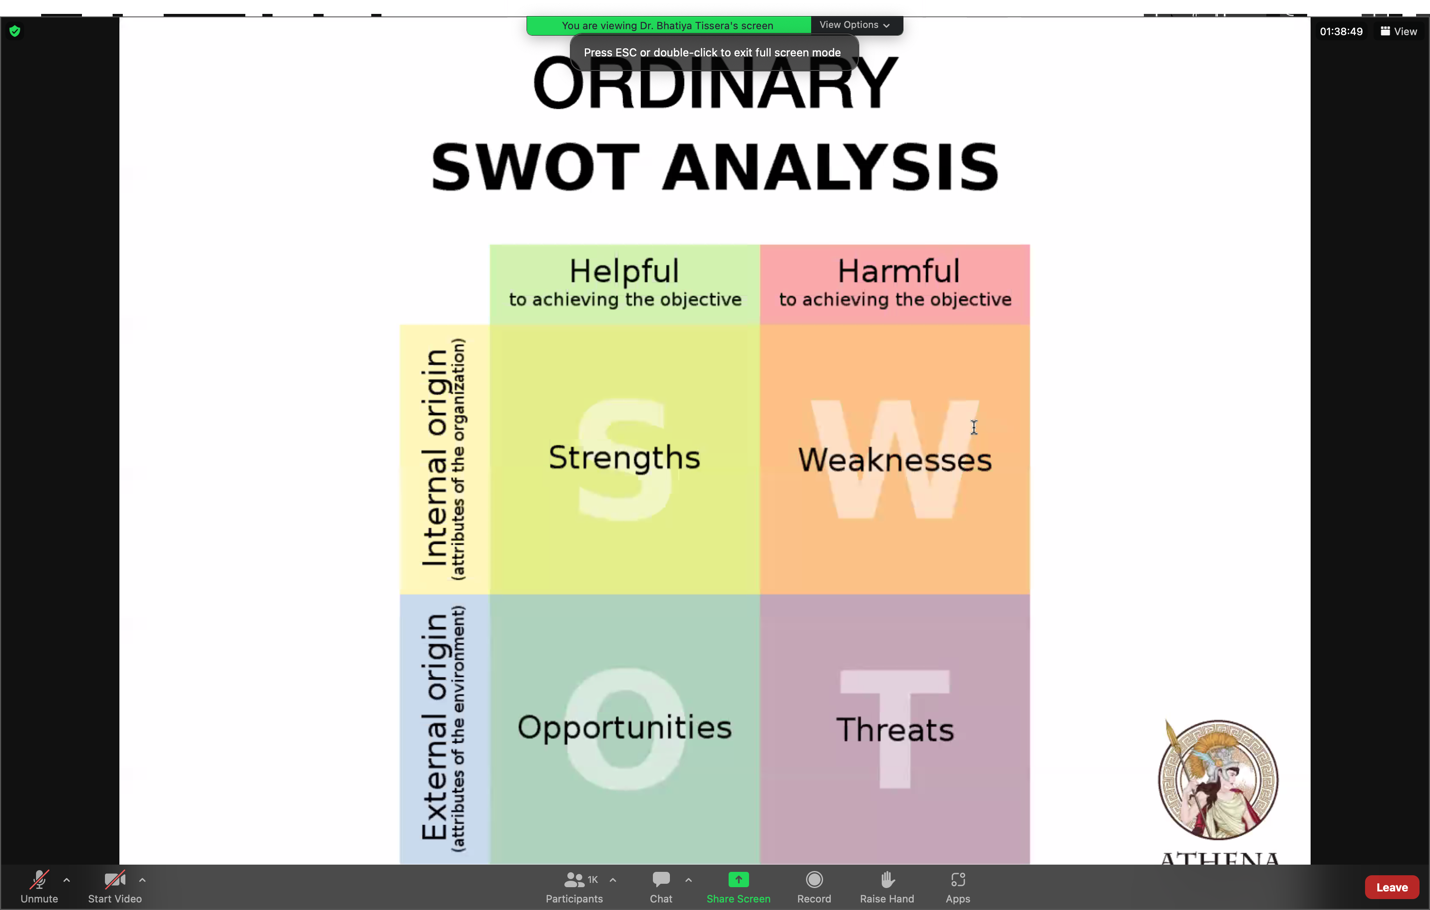 You are viewing Dr. Bhatiya Tissera's screen
View Options
01:38:49
View
Press ESC or double-click to exit full screen mode
ORDINARY
SWOT ANALYSIS
Helpful
to achieving the objective
Harmful
to achieving the objective
Internal origin
(attributes of the organization)
S
Strengths
W
Weaknesses
External origin
(attributes of the environment)
O
Opportunities
T
Threats
ATHENA
Unmute
Start Video
1K
Participants
Chat
Share Screen
Record
Raise Hand
Apps
Leave